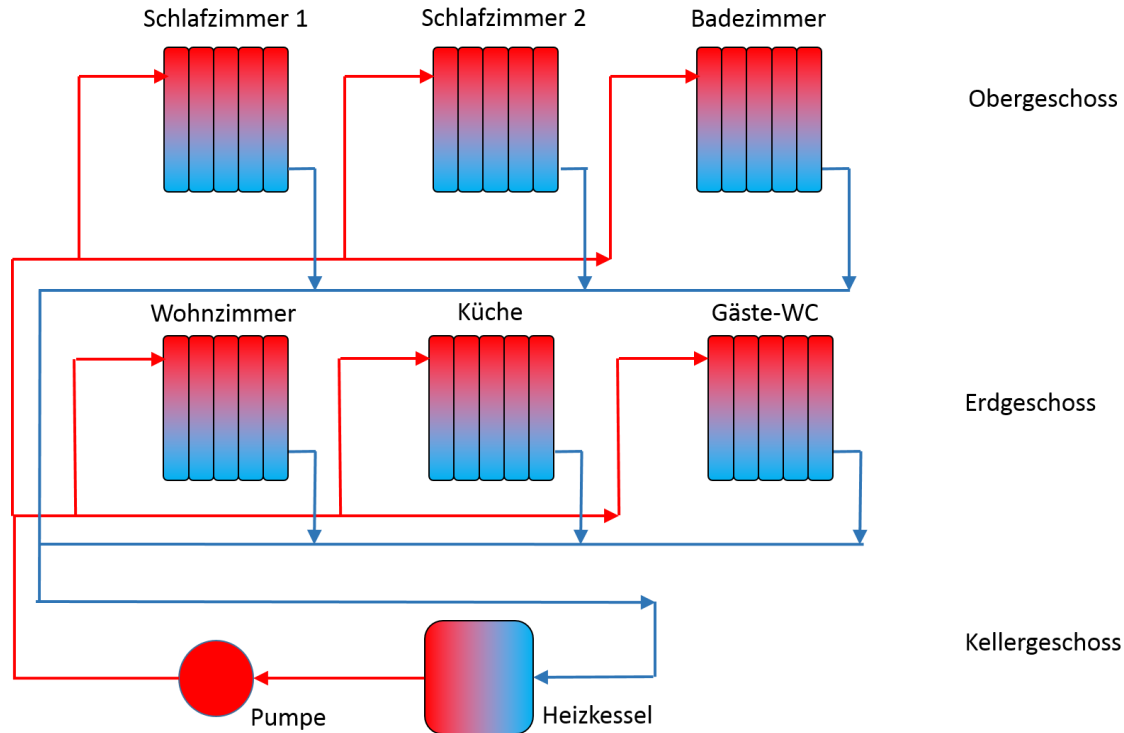 Schlafzimmer 1
Schlafzimmer 2
Badezimmer
Obergeschoss
Wohnzimmer
Küche
Gäste-WC
Erdgeschoss
Kellergeschoss
Pumpe
Heizkessel